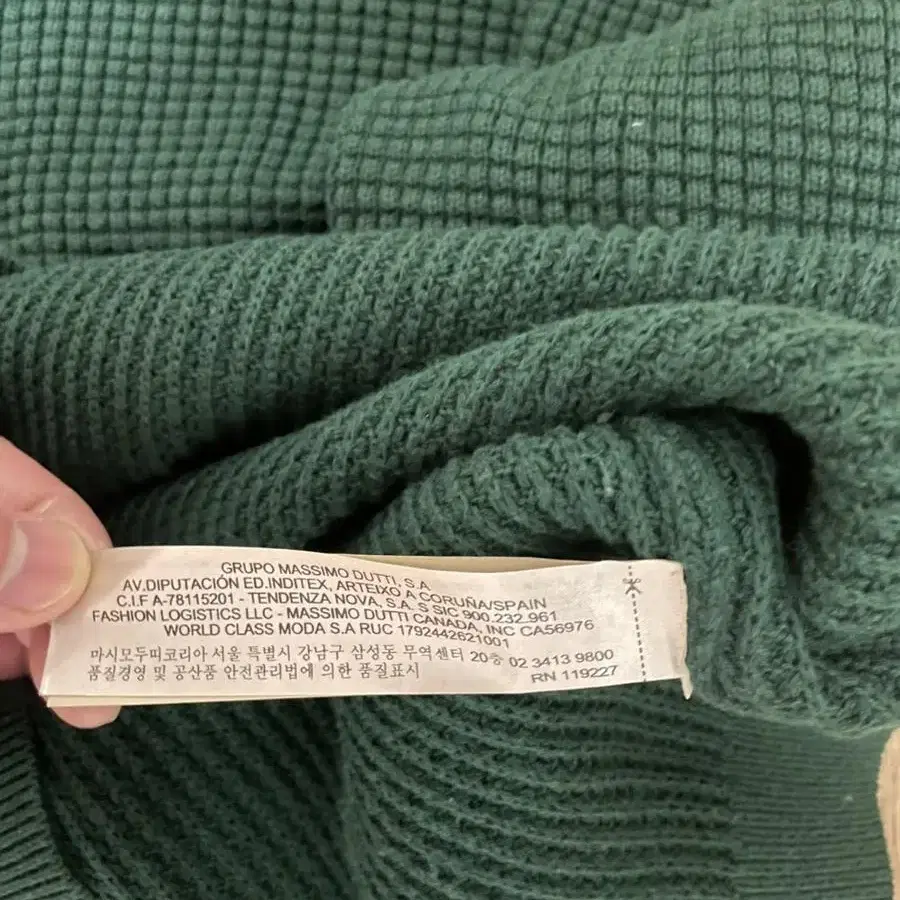 GRUPO MASSIMO DUTTI, S.A.
AV.DIPUTACIÓN ED.INDITEX, ARTEIXO A CORUÑA/SPAIN
C.I.F A-78115201 - TENDENZA NOVA, S.A. S SIC 900.232.961
FASHION LOGISTICS LLC - MASSIMO DUTTI CANADA, INC CA56976
WORLD CLASS MODA S.A RUC 1792442621001
마시모두띠코리아 서울 특별시 강남구 삼성동 무역센터 20층 02 3413 9800
품질경영 및 공산품 안전관리법에 의한 품질표시
RN 119227